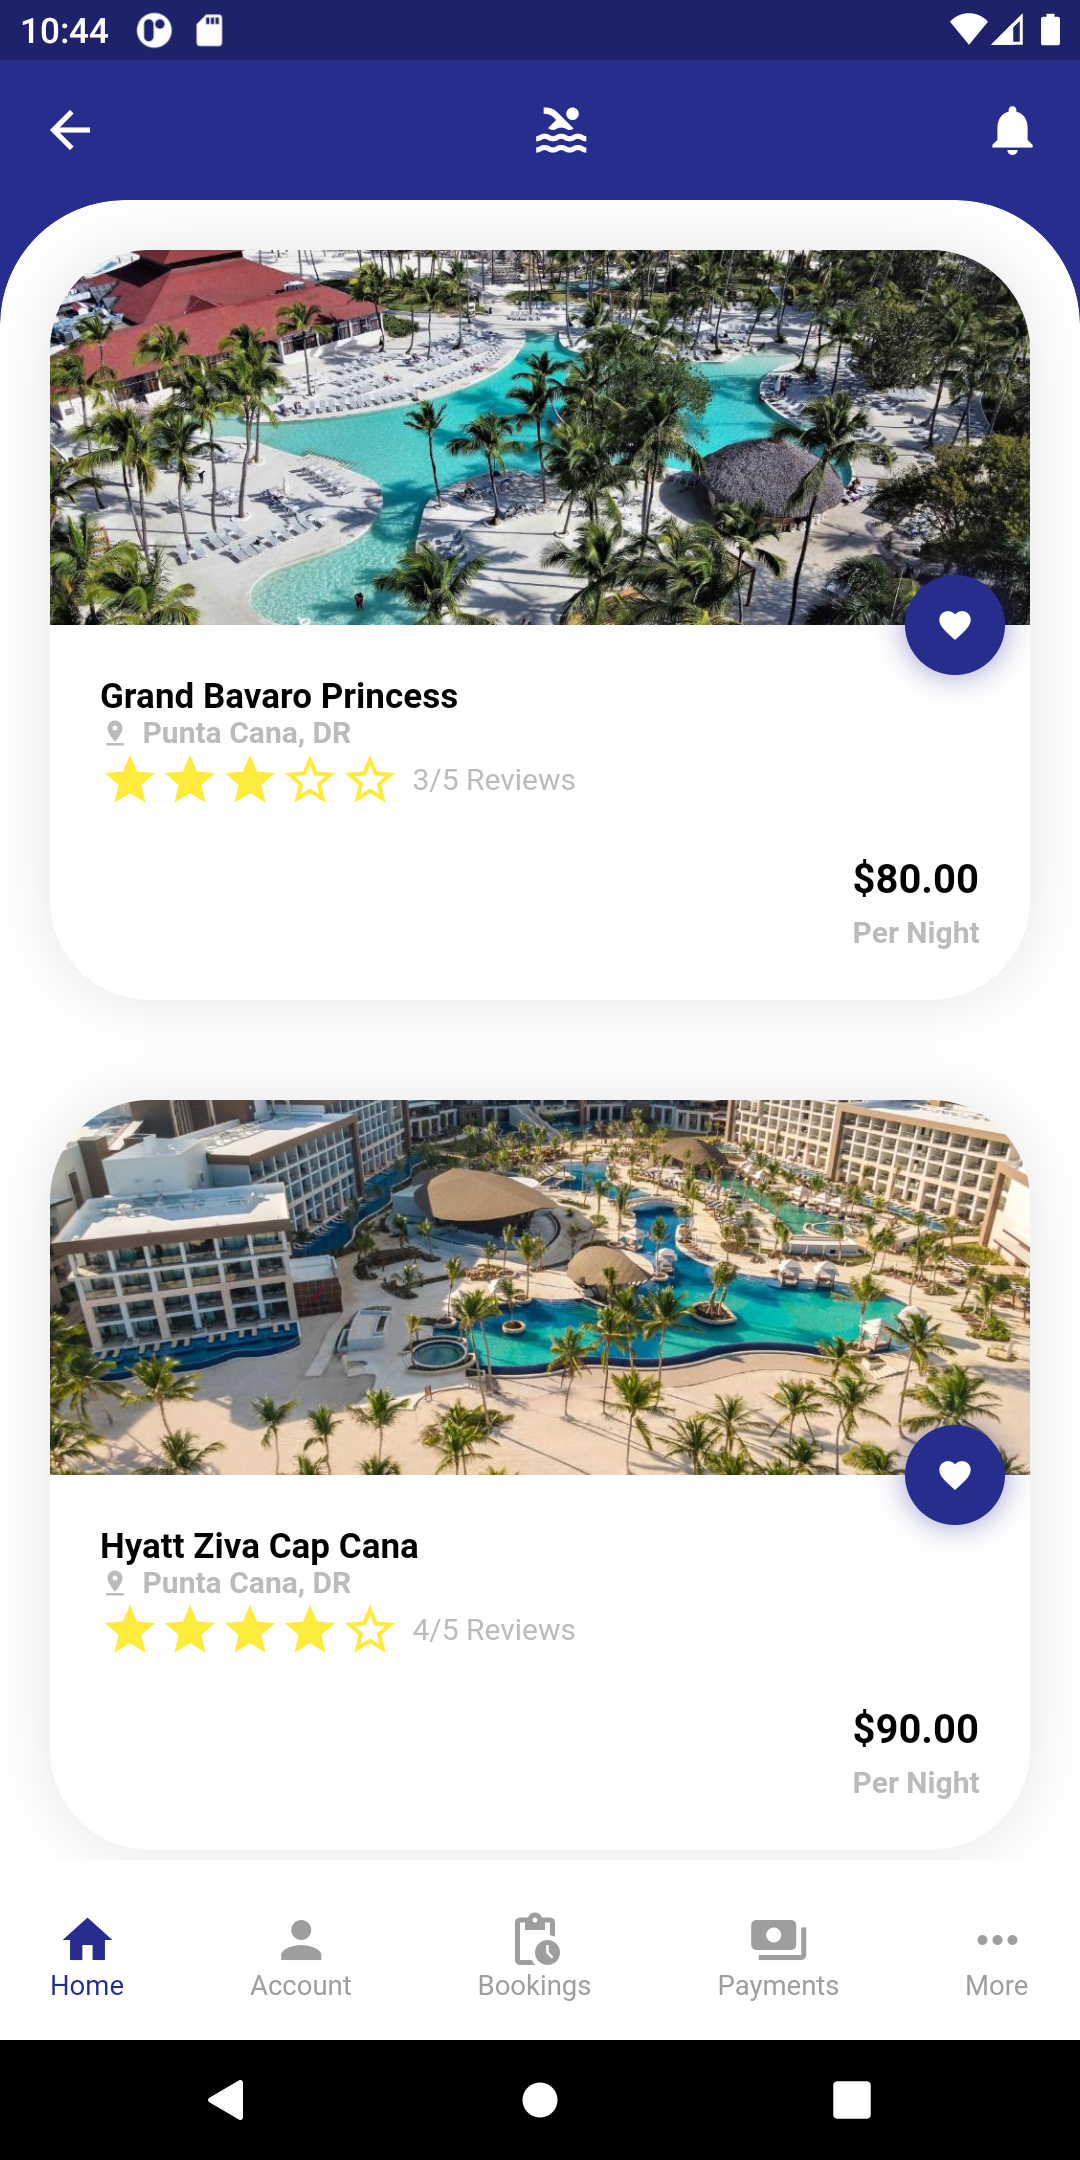 10:44
Grand Bavaro Princess
Punta Cana, DR
3/5 Reviews
$80.00
Per Night
Hyatt Ziva Cap Cana
Punta Cana, DR
4/5 Reviews
$90.00
Per Night
Home Account Bookings Payments More